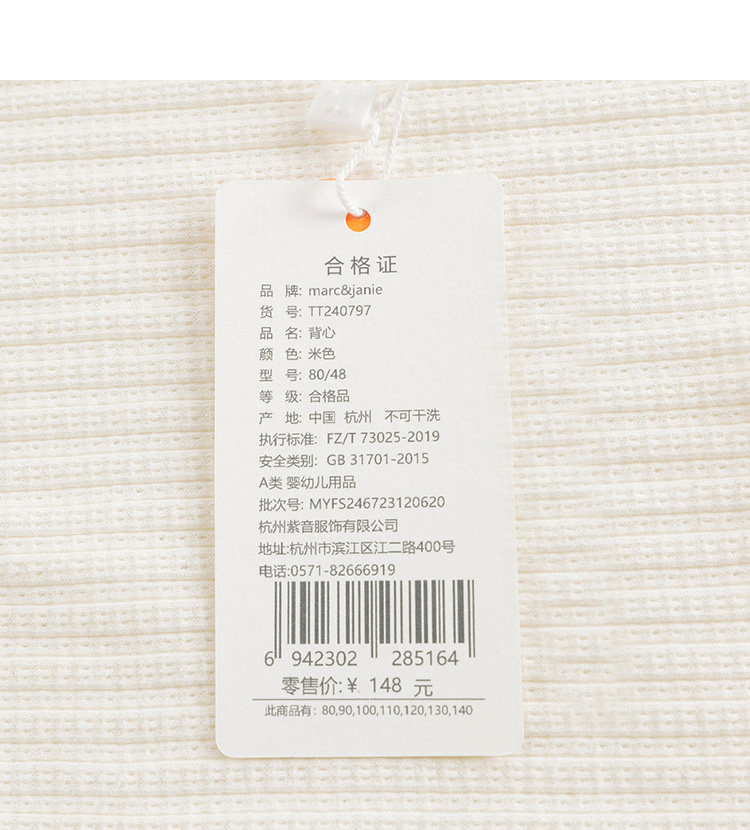 合格证
品 牌: marc&janie
货 号: TT240797
品 名: 背心
颜 色: 米色
型 号: 80/48
等 级: 合格品
产 地: 中国 杭州 不可干洗
执行标准: FZ/T 73025-2019
安全类别: GB 31701-2015
A类 婴幼儿用品
批次号: MYFS246723120620
杭州紫音服饰有限公司
地址:杭州市滨江区江二路400号
电话:0571-82666919
6 942302 285164
零售价:¥ 148 元
此商品有: 80,90,100,110,120,130,140